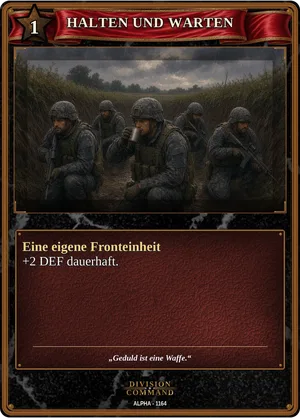 1
HALTEN UND WARTEN
Eine eigene Fronteinheit
+2 DEF dauerhaft.
„Geduld ist eine Waffe.“
DIVISION
COMMAND
ALPHA - 1164